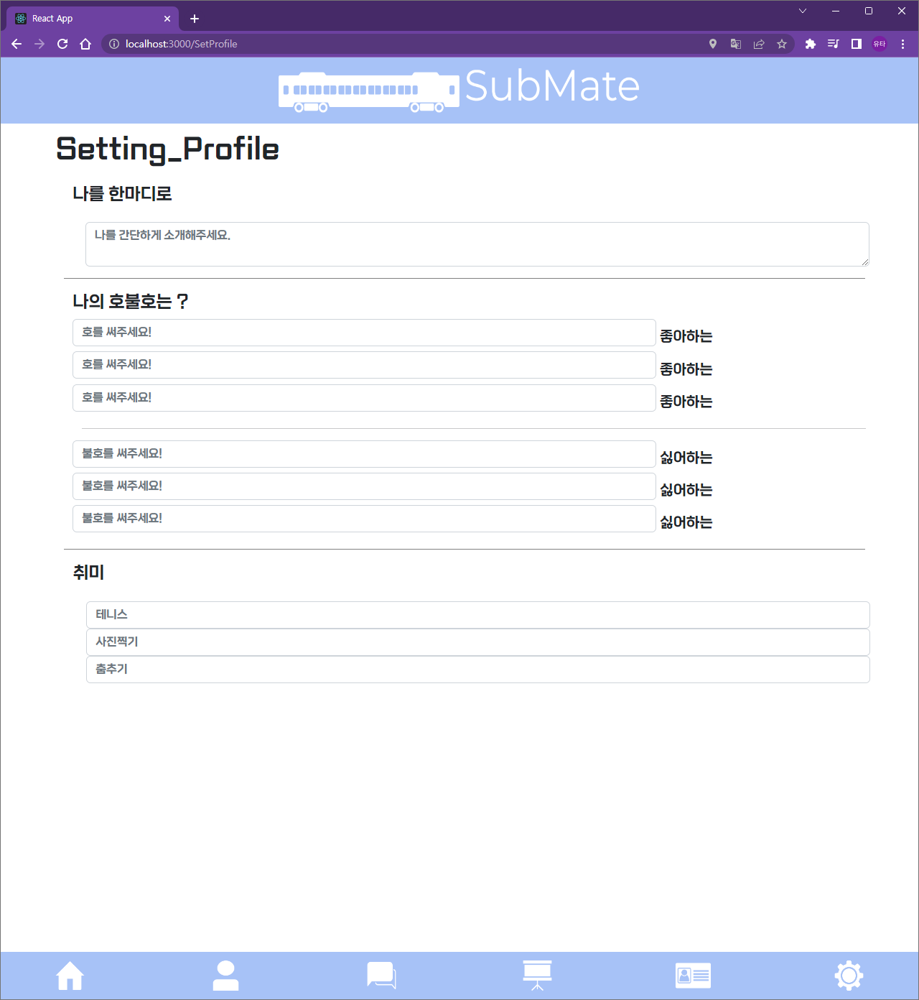 React App
localhost:3000/SetProfile
유타
SubMate
Setting_Profile
나를 한마디로
나를 간단하게 소개해주세요.
나의 호불호는 ?
호를 써주세요! 좋아하는
호를 써주세요! 좋아하는
호를 써주세요! 좋아하는
불호를 써주세요! 싫어하는
불호를 써주세요! 싫어하는
불호를 써주세요! 싫어하는
취미
테니스
사진찍기
춤추기